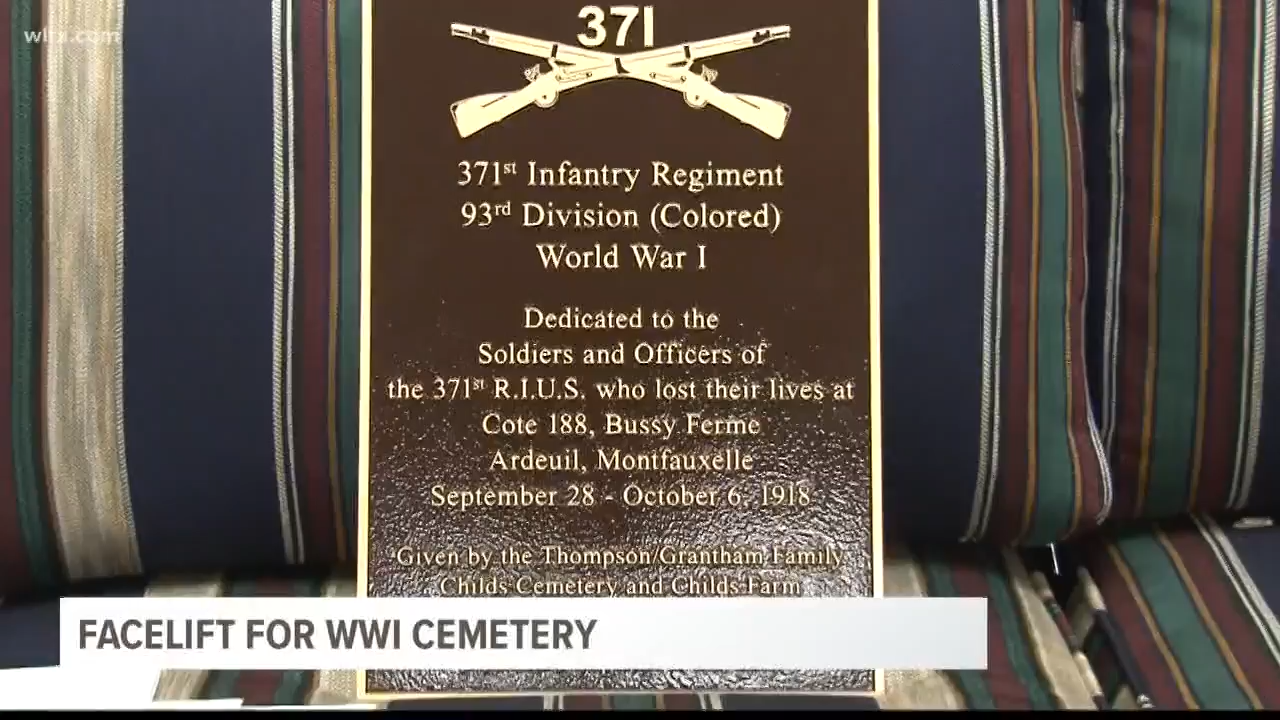 wltx.com
371
371st Infantry Regiment
93rd Division (Colored)
World War I
Dedicated to the
Soldiers and Officers of
the 371st R.I.U.S. who lost their lives at
Cote 188, Bussy Ferme
Ardeuil, Montfauxelle
September 28 - October 6, 1918
Given by the Thompson/Grantham Family
Childs Cemetery and Childs Farm
FACELIFT FOR WWI CEMETERY